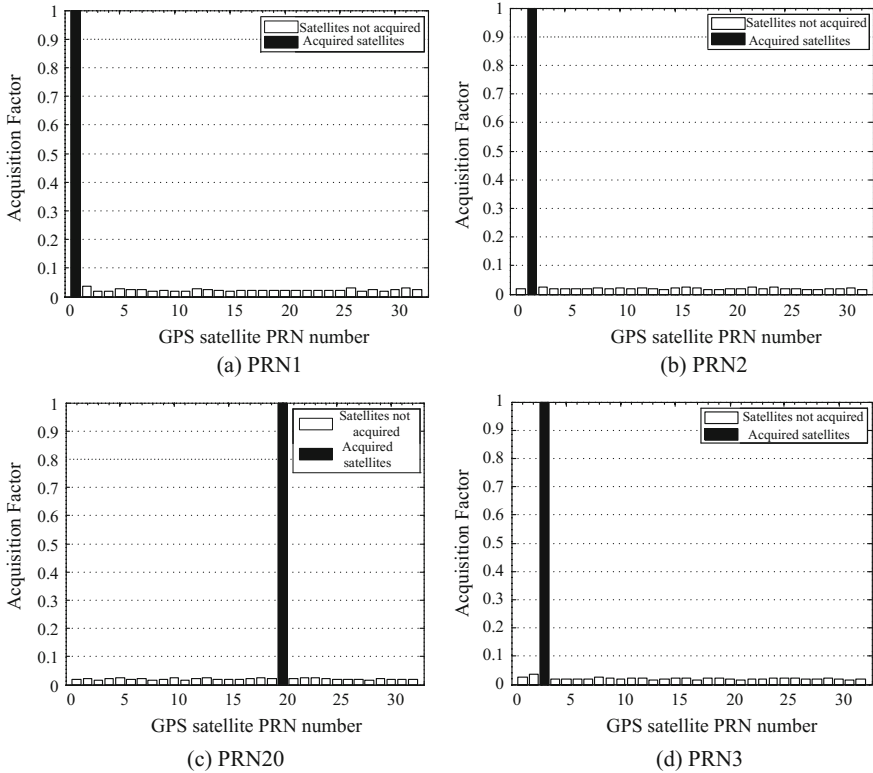 Satellites not acquired
Acquired satellites
1
0.9
0.8
0.7
0.6
0.5
0.4
0.3
0.2
0.1
0
Acquisition Factor
0 5 10 15 20 25 30
GPS satellite PRN number
(a) PRN1
Satellites not acquired
Acquired satellites
1
0.9
0.8
0.7
0.6
0.5
0.4
0.3
0.2
0.1
0
Acquisition Factor
0 5 10 15 20 25 30
GPS satellite PRN number
(b) PRN2
Satellites not
acquired
Acquired
satellites
1
0.9
0.8
0.7
0.6
0.5
0.4
0.3
0.2
0.1
0
Acquisition Factor
0 5 10 15 20 25 30
GPS satellite PRN number
(c) PRN20
Satellites not acquired
Acquired satellites
1
0.9
0.8
0.7
0.6
0.5
0.4
0.3
0.2
0.1
0
Acquisition Factor
0 5 10 15 20 25 30
GPS satellite PRN number
(d) PRN3